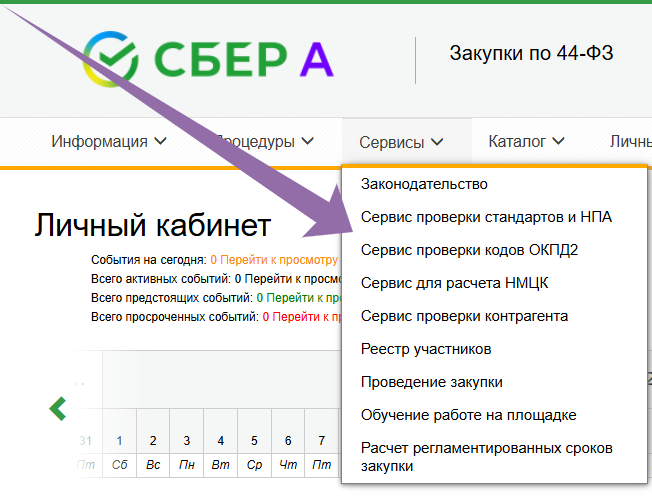 СБЕР А
Закупки по 44-ФЗ
Информация
Процедуры
Сервисы
Каталог
Личны
Законодательство
Сервис проверки стандартов и НПА
Сервис проверки кодов ОКПД2
Сервис для расчета НМЦК
Сервис проверки контрагента
Реестр участников
Проведение закупки
Обучение работе на площадке
Расчет регламентированных сроков
закупки
Личный кабинет
События на сегодня: 0 Перейти к просмотру
Всего активных событий: 0 Перейти к просмо
Всего предстоящих событий: 0 Перейти к про
Всего просроченных событий: 0 Перейти к пр
31 1 2 3 4 5 6 7
Пт Сб Вс Пн Вт Ср Чт Пт